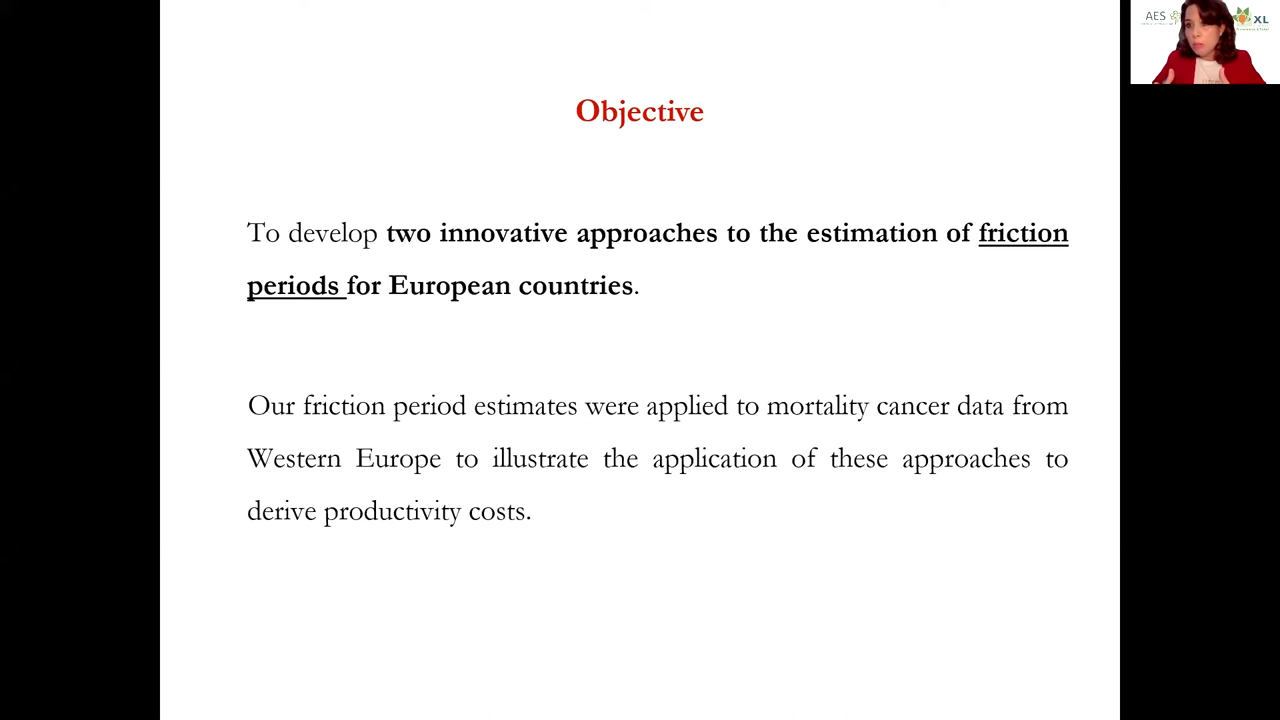 AES
XL
Objective
To develop two innovative approaches to the estimation of friction
periods for European countries.
Our friction period estimates were applied to mortality cancer data from
Western Europe to illustrate the application of these approaches to
derive productivity costs.